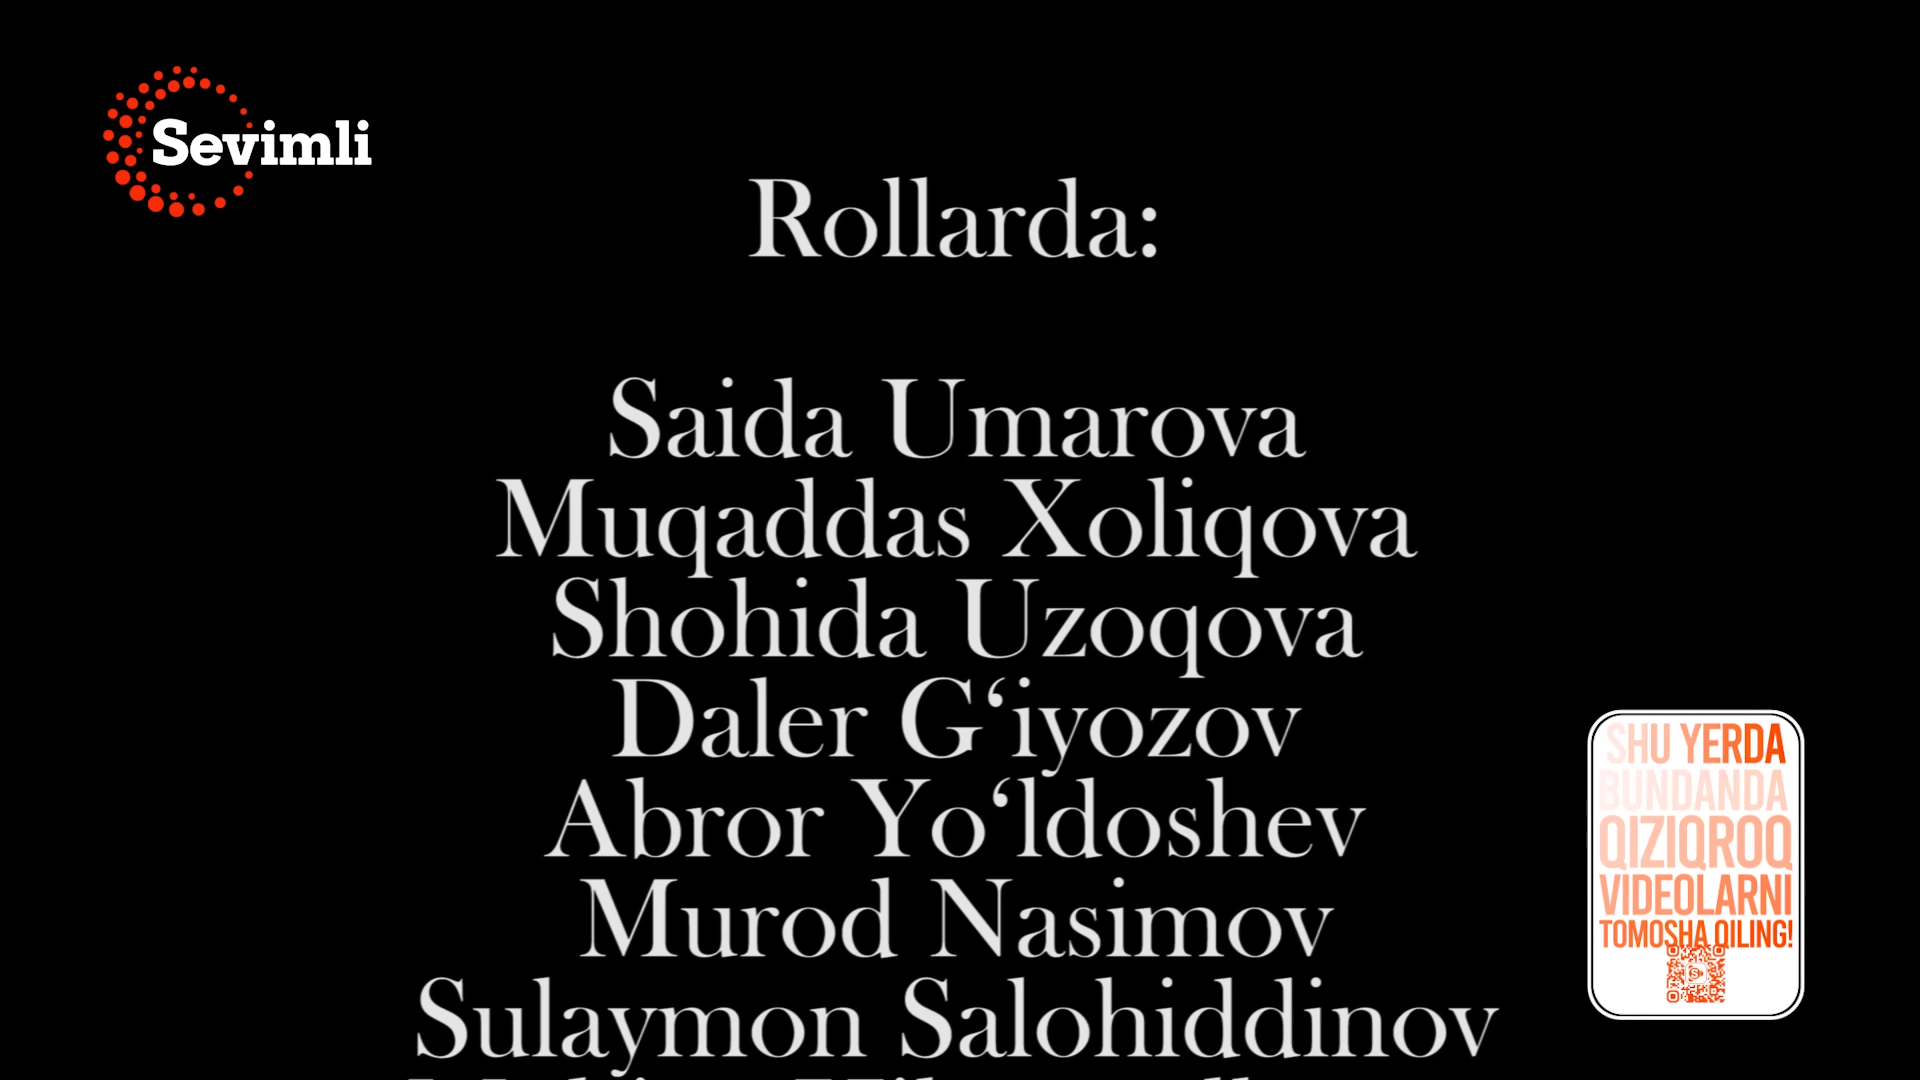 Sevimli
Rollarda:
Saida Umarova
Muqaddas Xoliqova
Shohida Uzoqova
Daler G‘iyozov
Abror Yo‘ldoshev
Murod Nasimov
Sulaymon Salohiddinov
SHU YERDA
BUNDANDA
QIZIQROQ
VIDEOLARNI
TOMOSHA QILING!